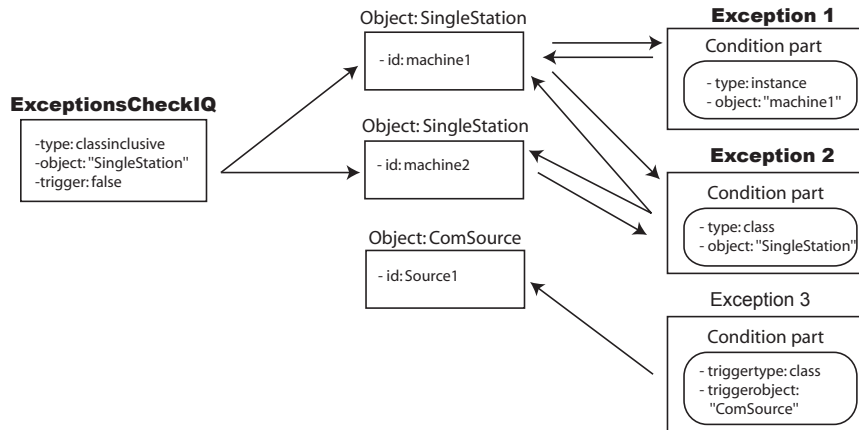 ExceptionsCheckIQ
-type: classinclusive
-object: "SingleStation"
-trigger: false
Object: SingleStation
- id: machine1
Object: SingleStation
- id: machine2
Object: ComSource
- id: Source1
Exception 1
Condition part
- type: instance
- object: "machine1"
Exception 2
Condition part
- type: class
- object: "SingleStation"
Exception 3
Condition part
- triggertype: class
- triggerobject:
"ComSource"